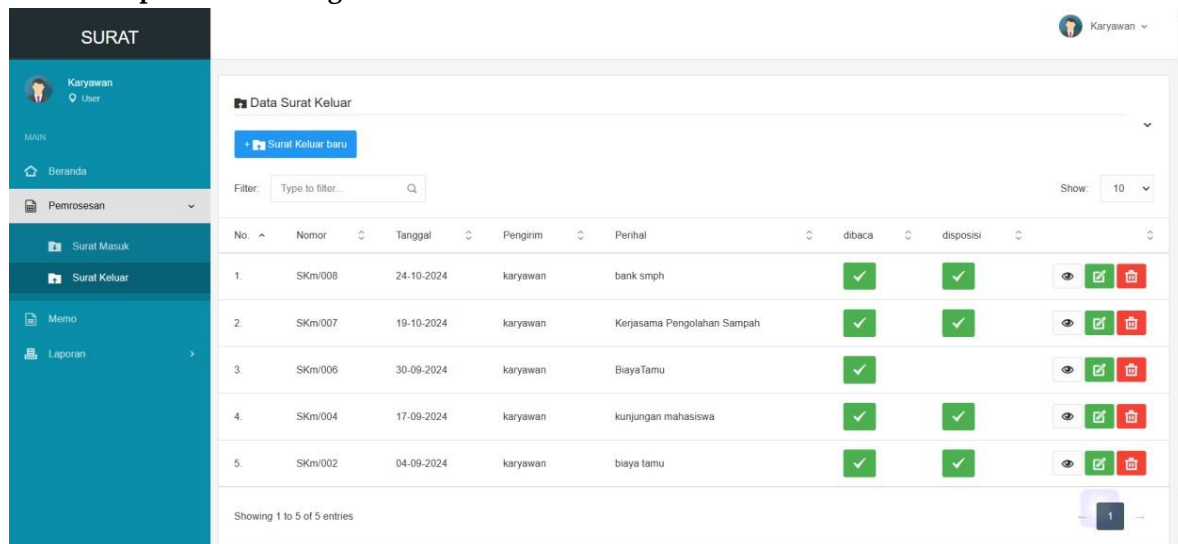 SURAT
Karyawan
Karyawan
User
MAIN
Beranda
Pemrosesan
Surat Masuk
Surat Keluar
Memo
Laporan
Data Surat Keluar
+ Surat Keluar baru
Filter: Type to filter... Show: 10
No. Nomor Tanggal Pengirim Perihal dibaca disposisi
1. SKm/008 24-10-2024 karyawan bank smph
2. SKm/007 19-10-2024 karyawan Kerjasama Pengolahan Sampah
3. SKm/006 30-09-2024 karyawan BiayaTamu
4. SKm/004 17-09-2024 karyawan kunjungan mahasiswa
5. SKm/002 04-09-2024 karyawan biaya tamu
Showing 1 to 5 of 5 entries 1